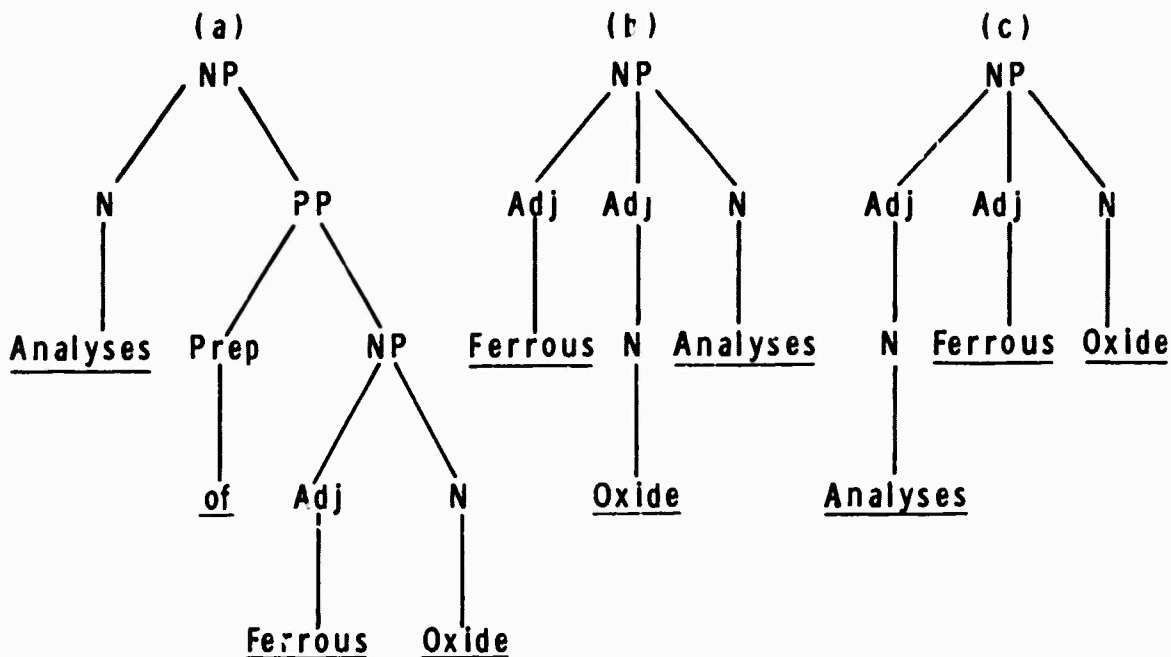 (a) (b) (c)
NP NP NP
N PP Adj Adj N Adj Adj N
Analyses Prep NP Ferrous N Analyses N Ferrous Oxide
of Adj N Oxide Analyses
Ferrous Oxide